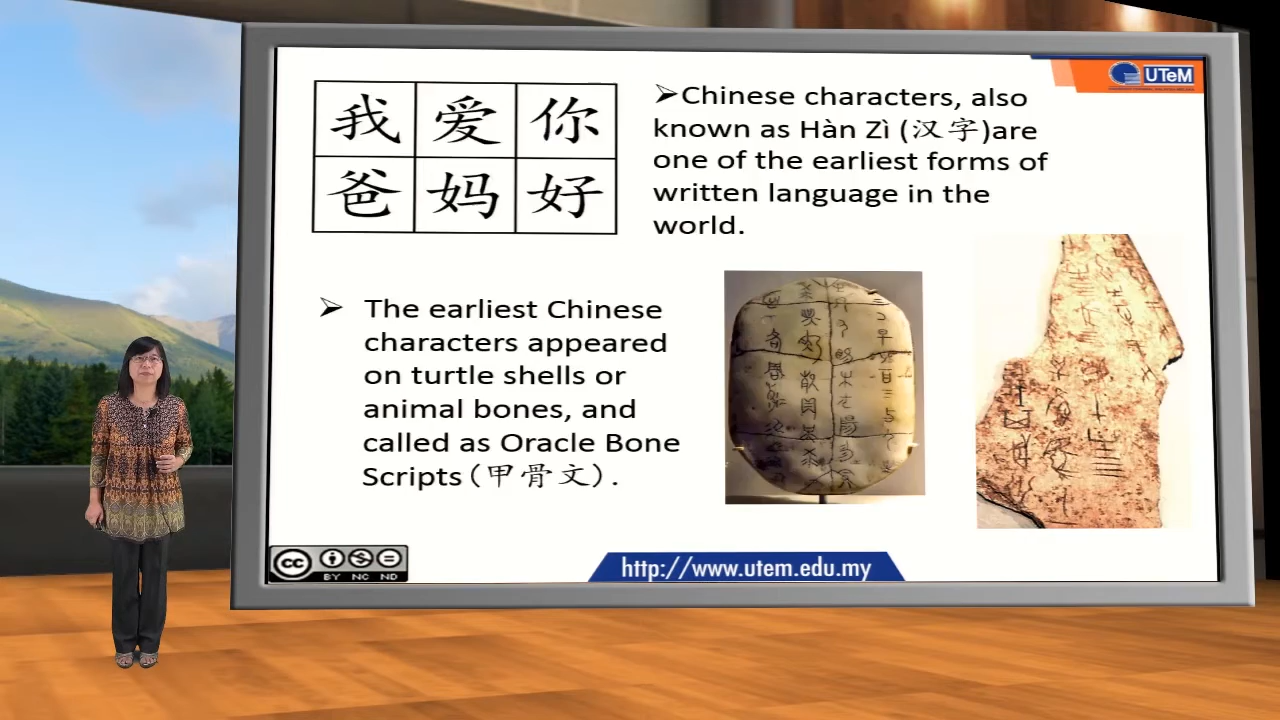 我 爱 你
爸 妈 好
➢Chinese characters, also
known as Hàn Zì (汉字)are
one of the earliest forms of
written language in the
world.
UTeM
➢ The earliest Chinese
characters appeared
on turtle shells or
animal bones, and
called as Oracle Bone
Scripts (甲骨文).
cc BY NC ND
http://www.utem.edu.my